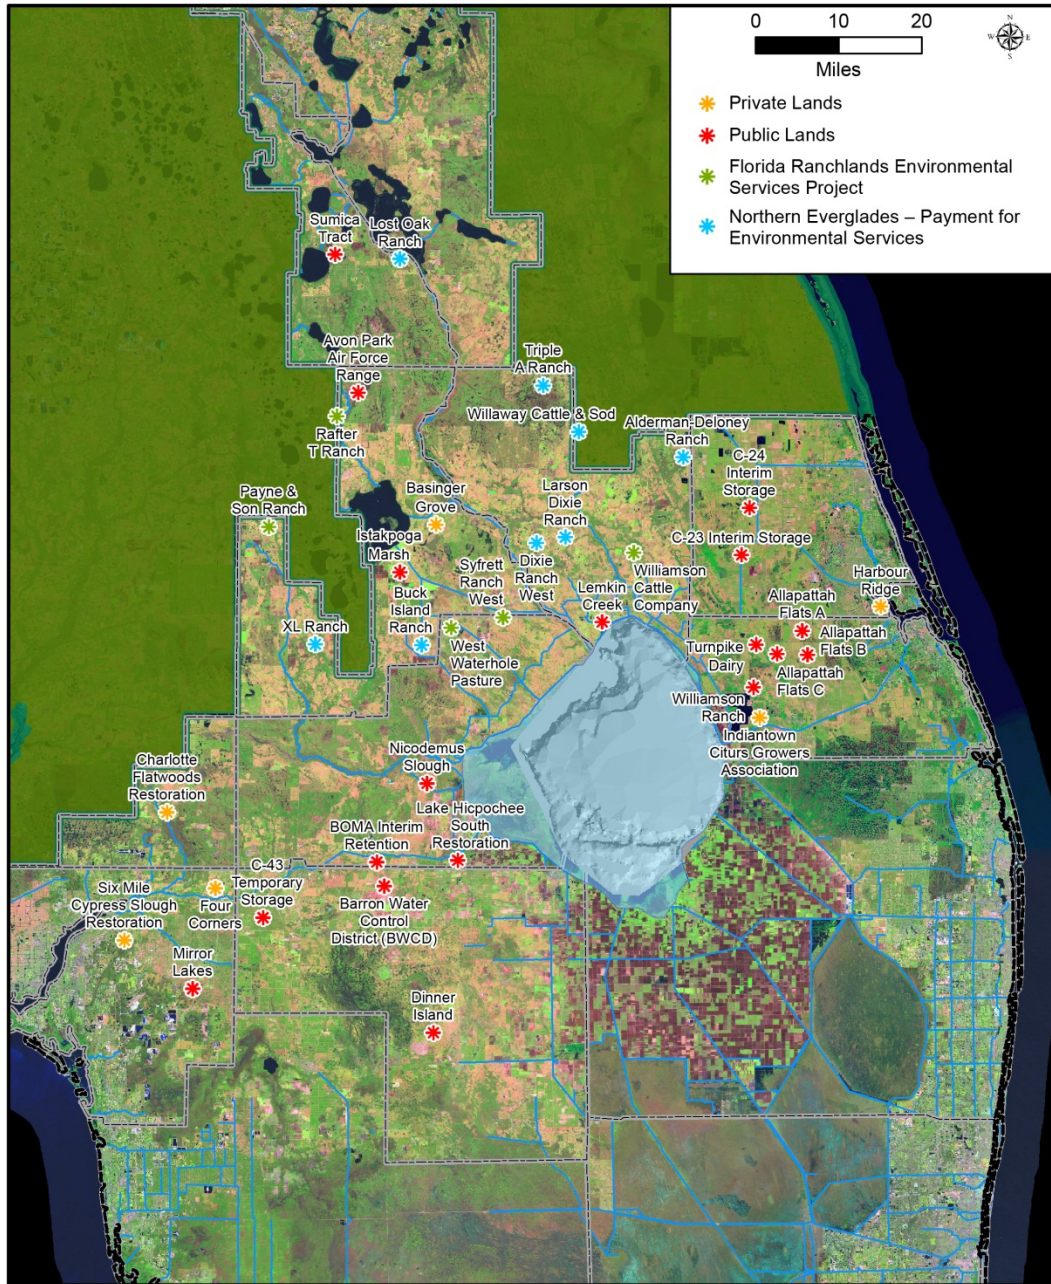 0 10 20
Miles
N
W E
S
Private Lands
Public Lands
Florida Ranchlands Environmental
Services Project
Northern Everglades – Payment for
Environmental Services
Sumica
Tract
Lost Oak
Ranch
Avon Park
Air Force
Range
Triple
A Ranch
Rafter
T Ranch
Willaway Cattle & Sod
Alderman-Deloney
Ranch
C-24
Interim
Storage
Payne &
Son Ranch
Basinger
Grove
Larson
Dixie
Ranch
Istakpoga
Marsh
C-23 Interim Storage
Dixie
Ranch
West
Syfrett
Ranch
West
Williamson
Cattle
Company
Harbour
Ridge
Buck
Island
Ranch
Lemkin
Creek
Allapattah
Flats A
XL Ranch
West
Waterhole
Pasture
Turnpike
Dairy
Allapattah
Flats B
Allapattah
Flats C
Williamson
Ranch
Indiantown
Citurs Growers
Association
Nicodemus
Slough
Charlotte
Flatwoods
Restoration
Lake Hicpochee
South
Restoration
BOMA Interim
Retention
C-43
Temporary
Storage
Six Mile
Cypress Slough
Restoration
Four
Corners
Barron Water
Control
District (BWCD)
Mirror
Lakes
Dinner
Island